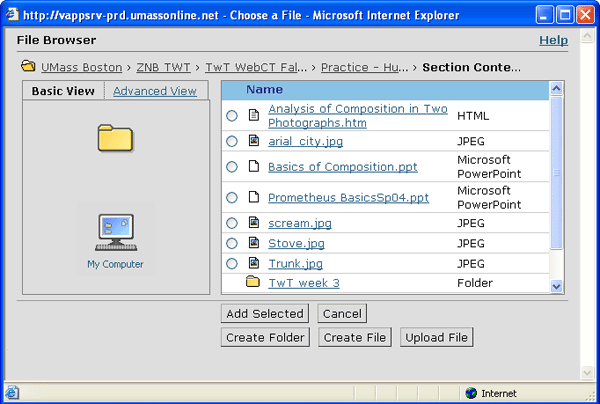 http://vappsrv-prd.umassonline.net - Choose a File - Microsoft Internet Explorer
File Browser
Help
UMass Boston › ZNB TWT › TwT WebCT Fal... › Practice - Hu... › Section Conte...
Basic View
Advanced View
My Computer
Name
Analysis of Composition in Two
Photographs.htm
HTML
arial_city.jpg
JPEG
Basics of Composition.ppt
Microsoft
PowerPoint
Prometheus BasicsSp04.ppt
Microsoft
PowerPoint
scream.jpg
JPEG
Stove.jpg
JPEG
Trunk.jpg
JPEG
TwT week 3
Folder
Add Selected
Cancel
Create Folder
Create File
Upload File
Internet